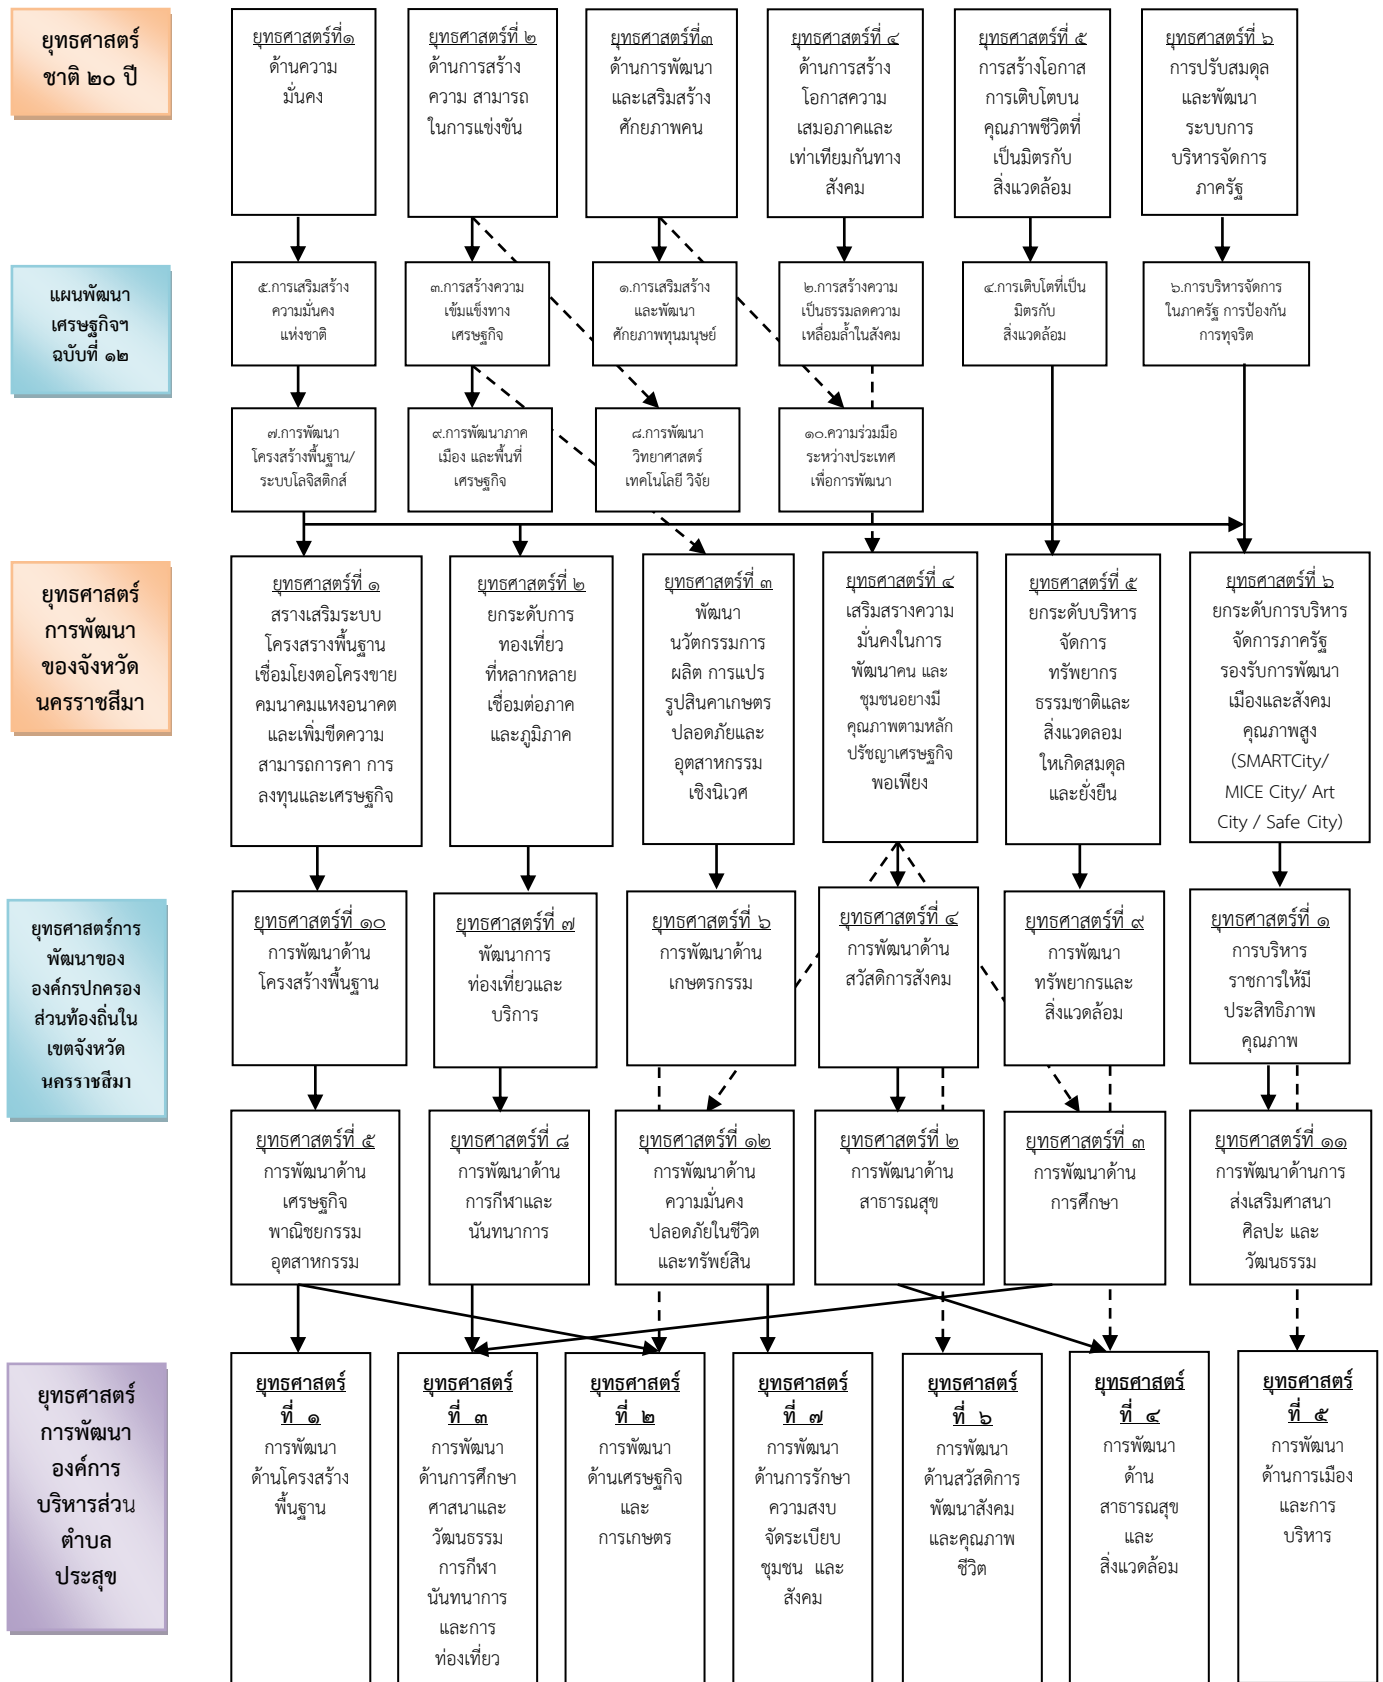 ยุทธศาสตร์
ชาติ ๒๐ ปี
ยุทธศาสตร์ที่๑
ด้านความ
มั่นคง
ยุทธศาสตร์ที่ ๒
ด้านการสร้าง
ความ สามารถ
ในการแข่งขัน
ยุทธศาสตร์ที่๓
ด้านการพัฒนา
และเสริมสร้าง
ศักยภาพคน
ยุทธศาสตร์ที่ ๔
ด้านการสร้าง
โอกาสความ
เสมอภาคและ
เท่าเทียมกันทาง
สังคม
ยุทธศาสตร์ที่ ๕
การสร้างโอกาส
การเติบโตบน
คุณภาพชีวิตที่
เป็นมิตรกับ
สิ่งแวดล้อม
ยุทธศาสตร์ที่ ๖
การปรับสมดุล
และพัฒนา
ระบบการ
บริหารจัดการ
ภาครัฐ
แผนพัฒนา
เศรษฐกิจฯ
ฉบับที่ ๑๒
๕.การเสริมสร้าง
ความมั่นคง
แห่งชาติ
๓.การสร้างความ
เข้มแข็งทาง
เศรษฐกิจ
๑.การเสริมสร้าง
และพัฒนา
ศักยภาพทุนมนุษย์
๒.การสร้างความ
เป็นธรรมลดความ
เหลื่อมล้ำในสังคม
๔.การเติบโตที่เป็น
มิตรกับ
สิ่งแวดล้อม
๖.การบริหารจัดการ
ในภาครัฐ การป้องกัน
การทุจริต
๗.การพัฒนา
โครงสร้างพื้นฐาน/
ระบบโลจิสติกส์
๙.การพัฒนาภาค
เมือง และพื้นที่
เศรษฐกิจ
๘.การพัฒนา
วิทยาศาสตร์
เทคโนโลยี วิจัย
๑๐.ความร่วมมือ
ระหว่างประเทศ
เพื่อการพัฒนา
ยุทธศาสตร์
การพัฒนา
ของจังหวัด
นครราชสีมา
ยุทธศาสตร์ที่ ๑
สรางเสริมระบบ
โครงสรางพื้นฐาน
เชื่อมโยงตอโครงขาย
คมนาคมแหงอนาคต
และเพิ่มขีดความ
สามารถการคา การ
ลงทุนและเศรษฐกิจ
ยุทธศาสตร์ที่ ๒
ยกระดับการ
ทองเที่ยว
ที่หลากหลาย
เชื่อมต่อภาค
และภูมิภาค
ยุทธศาสตร์ที่ ๓
พัฒนา
นวัตกรรมการ
ผลิต การแปร
รูปสินคาเกษตร
ปลอดภัยและ
อุตสาหกรรม
เชิงนิเวศ
ยุทธศาสตร์ที่ ๔
เสริมสรางความ
มั่นคงในการ
พัฒนาคน และ
ชุมชนอยางมี
คุณภาพตามหลัก
ปรัชญาเศรษฐกิจ
พอเพียง
ยุทธศาสตร์ที่ ๕
ยกระดับบริหาร
จัดการ
ทรัพยากร
ธรรมชาติและ
สิ่งแวดลอม
ใหเกิดสมดุล
และยั่งยืน
ยุทธศาสตร์ที่ ๖
ยกระดับการบริหาร
จัดการภาครัฐ
รองรับการพัฒนา
เมืองและสังคม
คุณภาพสูง
(SMARTCity/
MICE City/ Art
City / Safe City)
ยุทธศาสตร์การ
พัฒนาของ
องค์กรปกครอง
ส่วนท้องถิ่นใน
เขตจังหวัด
นครราชสีมา
ยุทธศาสตร์ที่ ๑๐
การพัฒนาด้าน
โครงสร้างพื้นฐาน
ยุทธศาสตร์ที่ ๗
พัฒนาการ
ท่องเที่ยวและ
บริการ
ยุทธศาสตร์ที่ ๖
การพัฒนาด้าน
เกษตรกรรม
ยุทธศาสตร์ที่ ๔
การพัฒนาด้าน
สวัสดิการสังคม
ยุทธศาสตร์ที่ ๙
การพัฒนา
ทรัพยากรและ
สิ่งแวดล้อม
ยุทธศาสตร์ที่ ๑
การบริหาร
ราชการให้มี
ประสิทธิภาพ
คุณภาพ
ยุทธศาสตร์ที่ ๕
การพัฒนาด้าน
เศรษฐกิจ
พาณิชยกรรม
อุตสาหกรรม
ยุทธศาสตร์ที่ ๘
การพัฒนาด้าน
การกีฬาและ
นันทนาการ
ยุทธศาสตร์ที่ ๑๒
การพัฒนาด้าน
ความมั่นคง
ปลอดภัยในชีวิต
และทรัพย์สิน
ยุทธศาสตร์ที่ ๒
การพัฒนาด้าน
สาธารณสุข
ยุทธศาสตร์ที่ ๓
การพัฒนาด้าน
การศึกษา
ยุทธศาสตร์ที่ ๑๑
การพัฒนาด้านการ
ส่งเสริมศาสนา
ศิลปะ และ
วัฒนธรรม
ยุทธศาสตร์
การพัฒนา
องค์การ
บริหารส่วน
ตำบล
ประสุข
ยุทธศาสตร์
ที่ ๑
การพัฒนา
ด้านโครงสร้าง
พื้นฐาน
ยุทธศาสตร์
ที่ ๓
การพัฒนา
ด้านการศึกษา
ศาสนาและ
วัฒนธรรม
การกีฬา
นันทนาการ
และการ
ท่องเที่ยว
ยุทธศาสตร์
ที่ ๒
การพัฒนา
ด้านเศรษฐกิจ
และ
การเกษตร
ยุทธศาสตร์
ที่ ๗
การพัฒนา
ด้านการรักษา
ความสงบ
จัดระเบียบ
ชุมชน และ
สังคม
ยุทธศาสตร์
ที่ ๖
การพัฒนา
ด้านสวัสดิการ
พัฒนาสังคม
และคุณภาพ
ชีวิต
ยุทธศาสตร์
ที่ ๔
การพัฒนา
ด้าน
สาธารณสุข
และ
สิ่งแวดล้อม
ยุทธศาสตร์
ที่ ๕
การพัฒนา
ด้านการเมือง
และการ
บริหาร